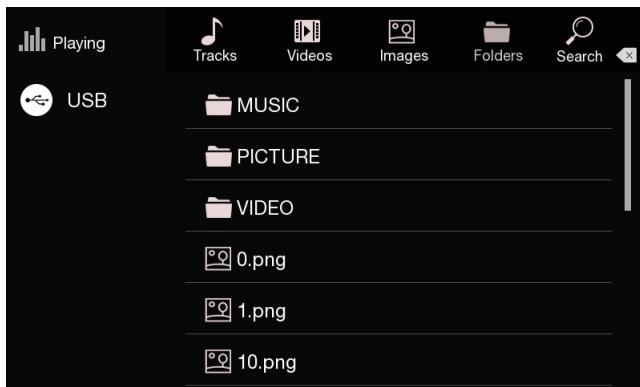 Playing
Tracks Videos Images Folders Search
USB
MUSIC
PICTURE
VIDEO
0.png
1.png
10.png